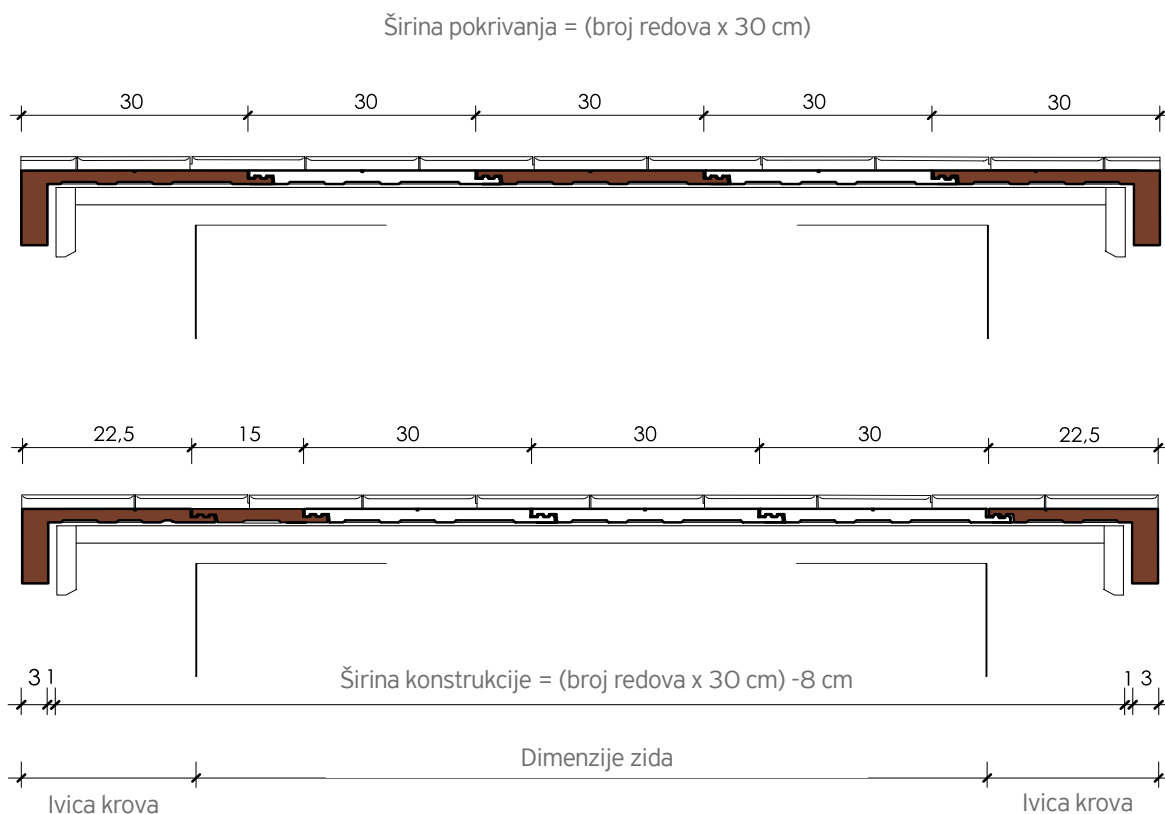 Širina pokrivanja = (broj redova x 30 cm)
30 30 30 30 30
22,5 15 30 30 30 22,5
3 1 Širina konstrukcije = (broj redova x 30 cm) -8 cm 1 3
Dimenzije zida
Ivica krova Ivica krova